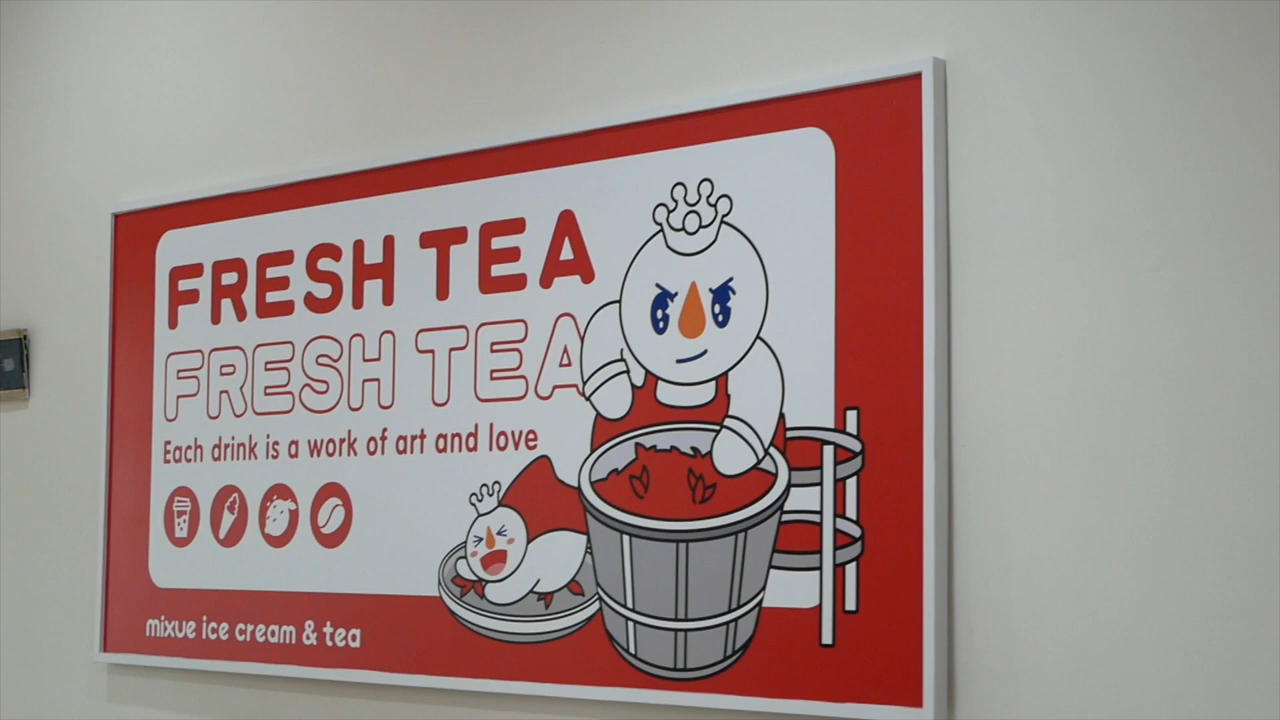 FRESH TEA
FRESH TEA
Each drink is a work of art and love
mixue ice cream & tea